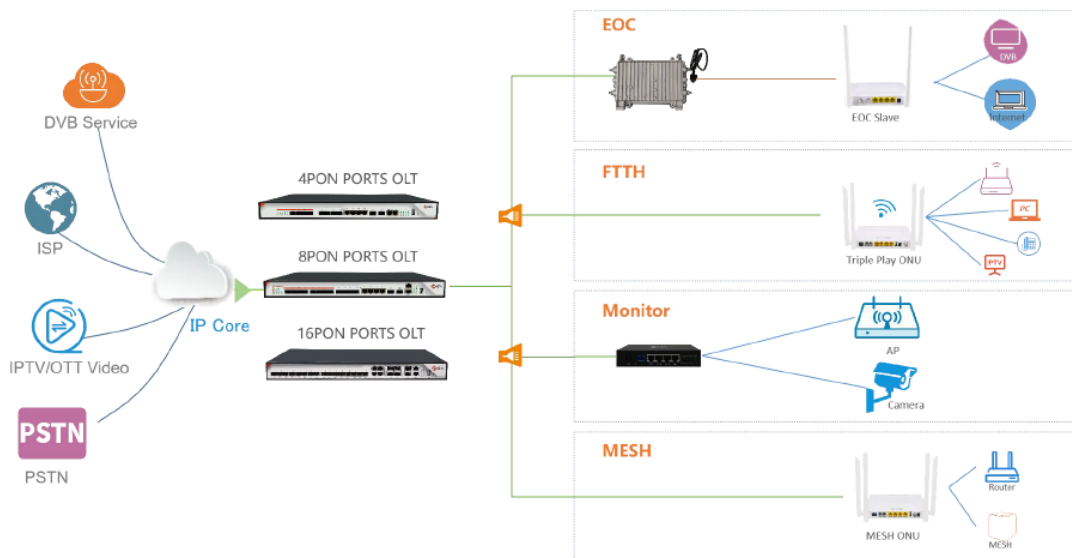 DVB Service
ISP
IPTV/OTT Video
PSTN
PSTN
IP Core
4PON PORTS OLT
8PON PORTS OLT
16PON PORTS OLT
EOC
EOC Slave
DVB
Internet
FTTH
Triple Play ONU
PC
IPTV
Monitor
AP
Camera
MESH
MESH ONU
Router
MESH